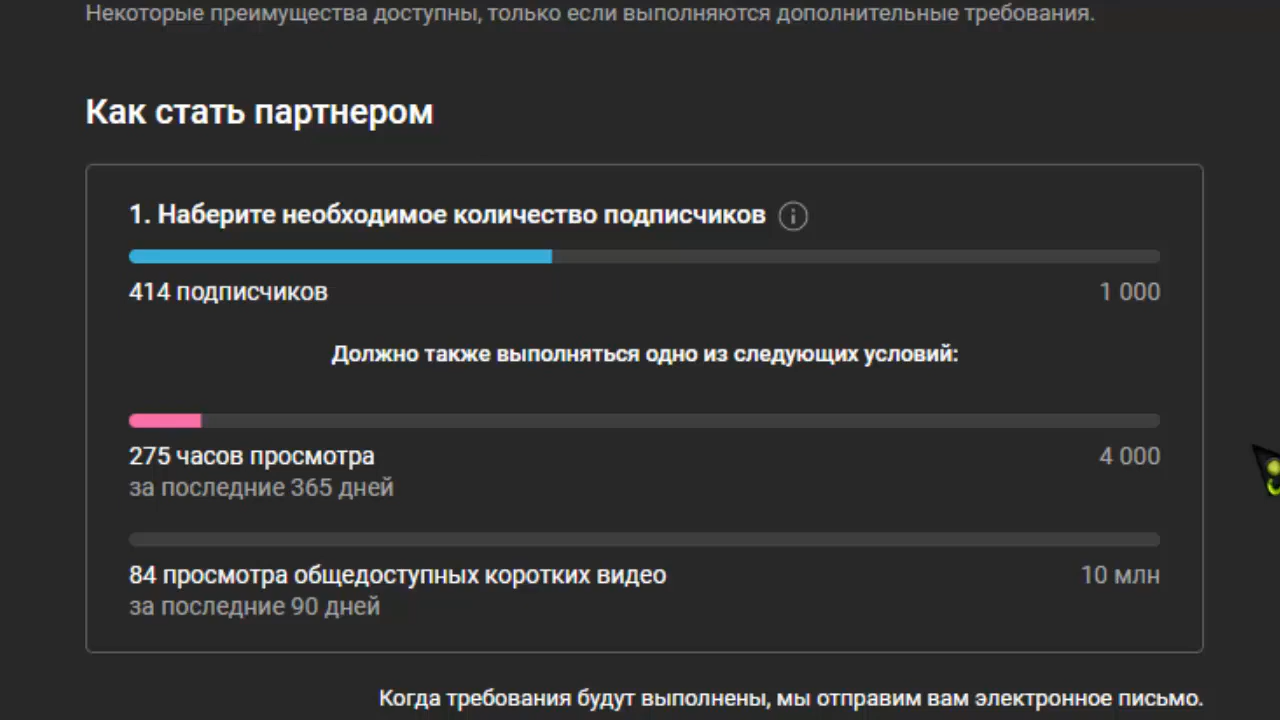 Некоторые преимущества доступны, только если выполняются дополнительные требования.
Как стать партнером
1. Наберите необходимое количество подписчиков
414 подписчиков 1 000
Должно также выполняться одно из следующих условий:
275 часов просмотра 4 000
за последние 365 дней
84 просмотра общедоступных коротких видео 10 млн
за последние 90 дней
Когда требования будут выполнены, мы отправим вам электронное письмо.